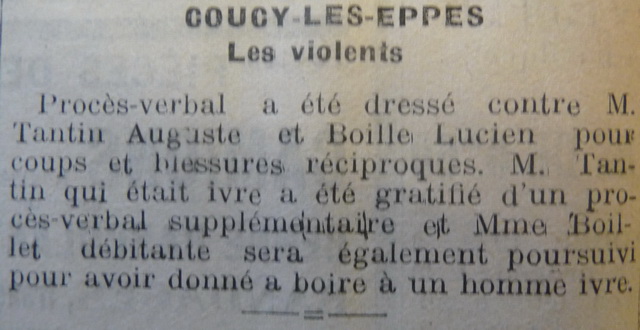 COUCY-LES-EPPES
Les violents
Procès-verbal a été dressé contre M.
Tantin Auguste et Boille Lucien pour
coups et blessures réciproques. M. Tan-
tin qui était ivre a été gratifié d'un pro-
cès-verbal supplémentaire et Mme Boil-
let débitante sera également poursuivi
pour avoir donné a boire à un homme ivre.